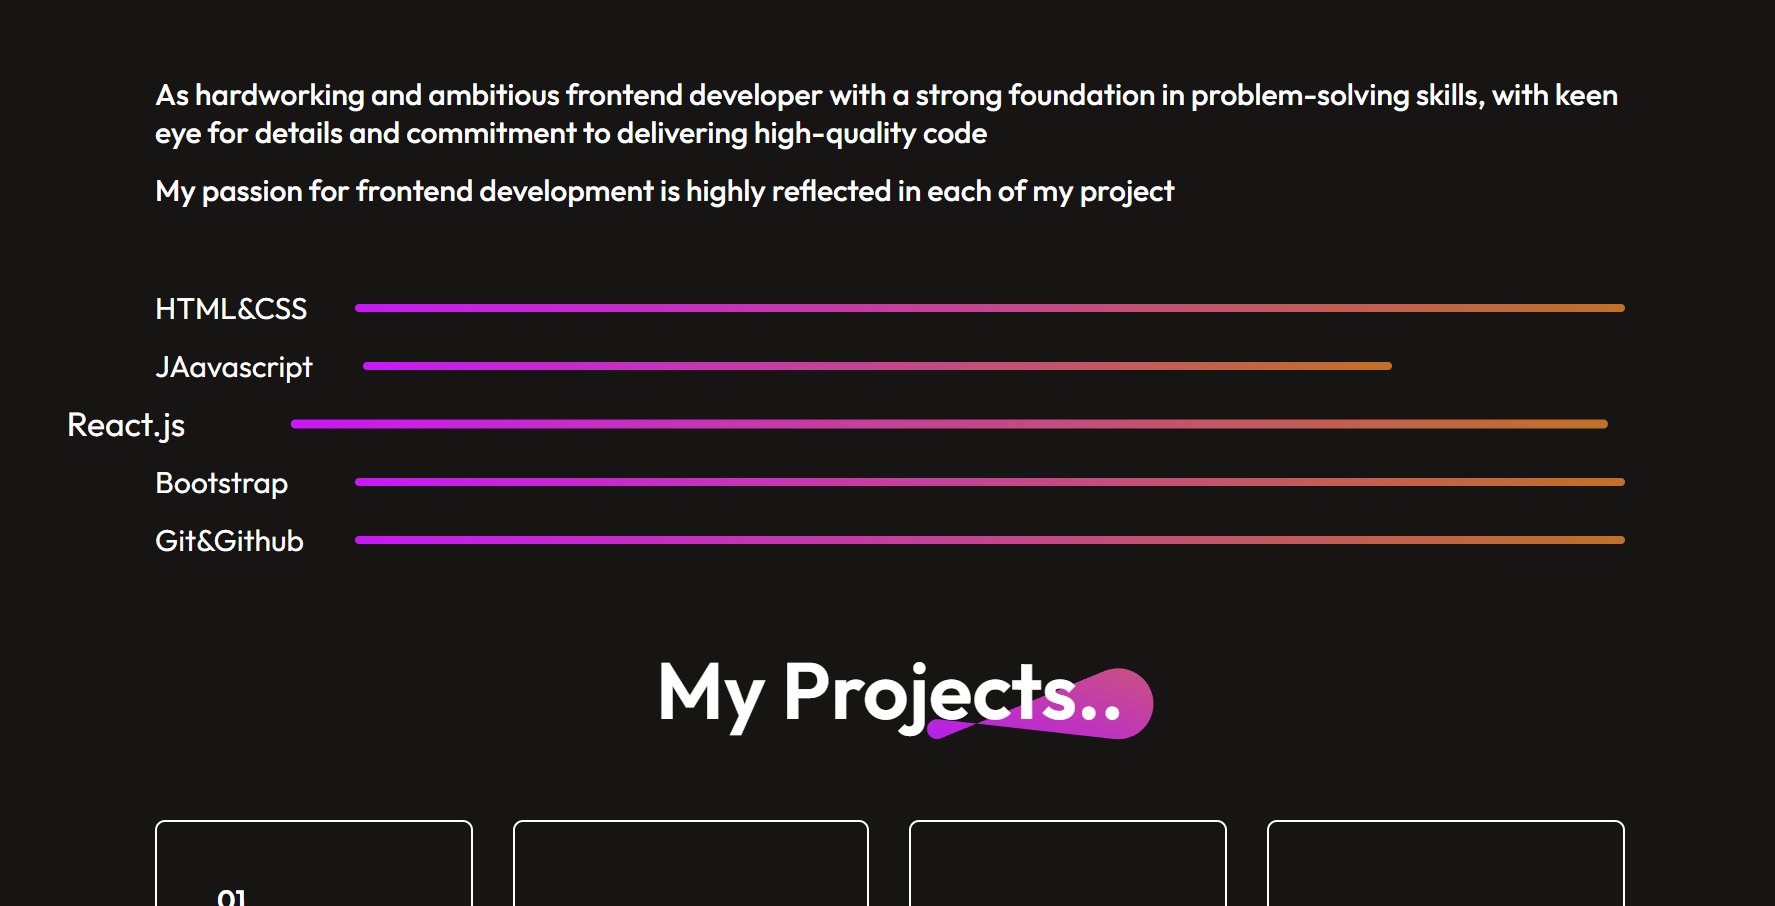 As hardworking and ambitious frontend developer with a strong foundation in problem-solving skills, with keen
eye for details and commitment to delivering high-quality code
My passion for frontend development is highly reflected in each of my project
HTML&CSS
JAavascript
React.js
Bootstrap
Git&Github
My Projects..
01